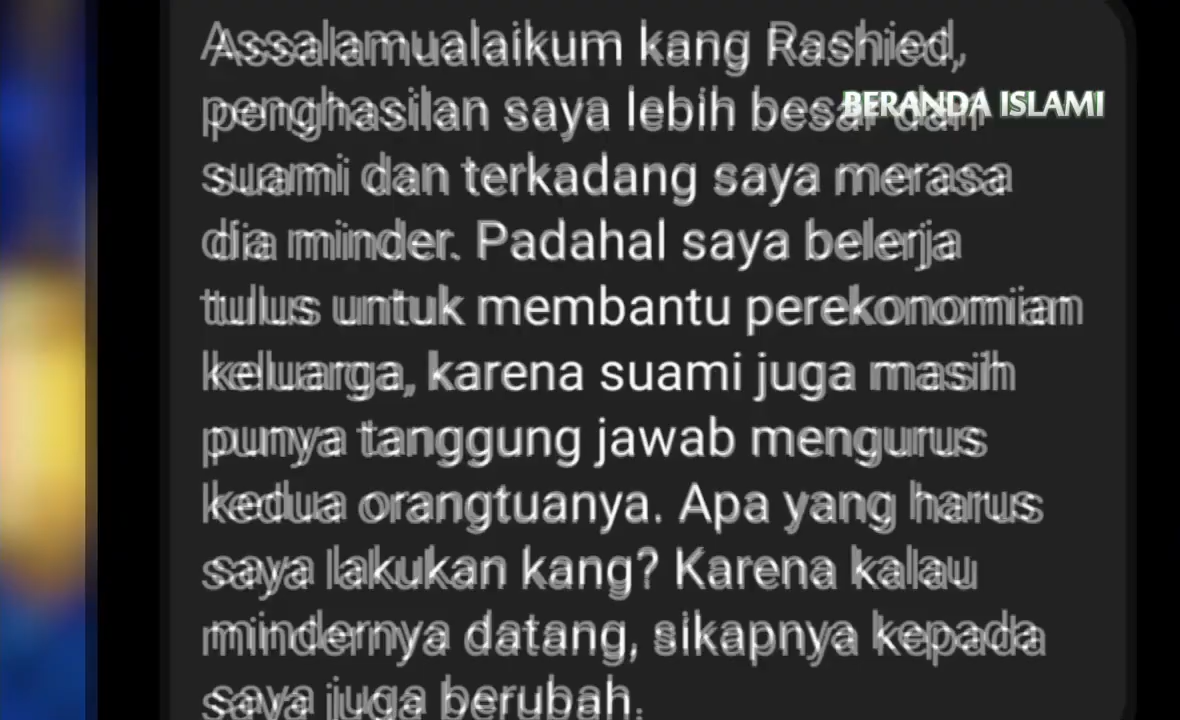 Assalamualaikum kang Rashied,
penghasilan saya lebih besar dari
BERANDA ISLAMI
suami dan terkadang saya merasa
dia minder. Padahal saya belerja
tulus untuk membantu perekonomian
keluarga, karena suami juga masih
punya tanggung jawab mengurus
kedua orangtuanya. Apa yang harus
saya lakukan kang? Karena kalau
mindernya datang, sikapnya kepada
saya juga berubah.